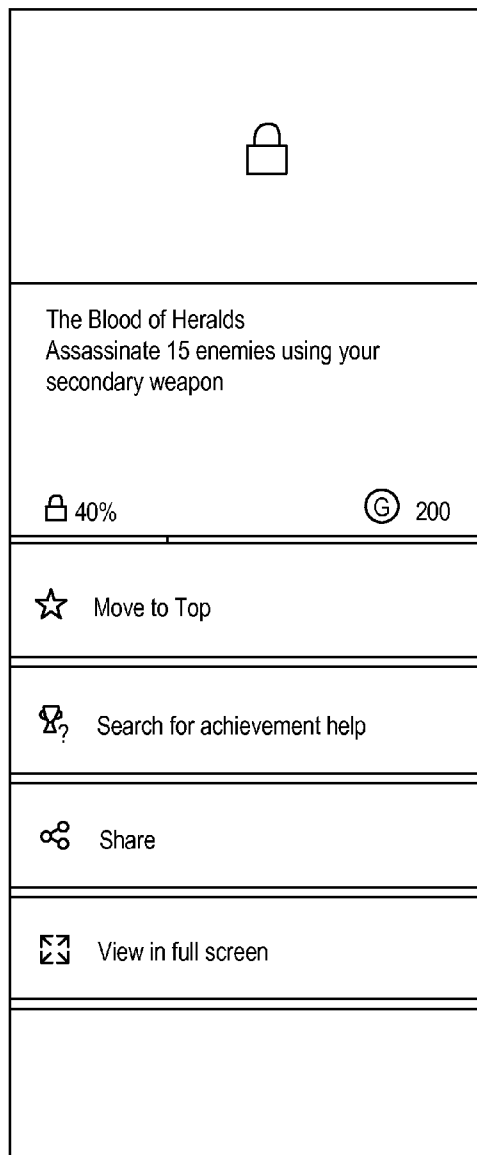 The Blood of Heralds
Assassinate 15 enemies using your
secondary weapon
40%
G 200
Move to Top
?
Search for achievement help
Share
View in full screen